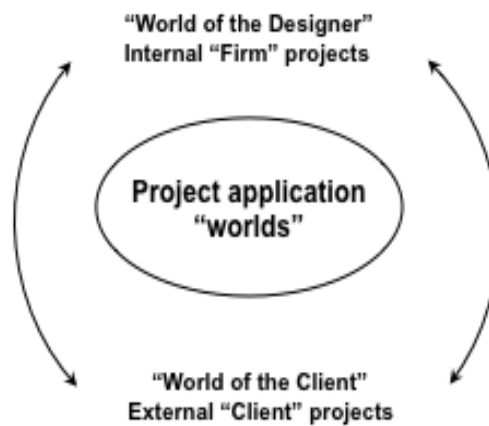 “World of the Designer”
Internal “Firm” projects
Project application
“worlds”
“World of the Client”
External “Client” projects